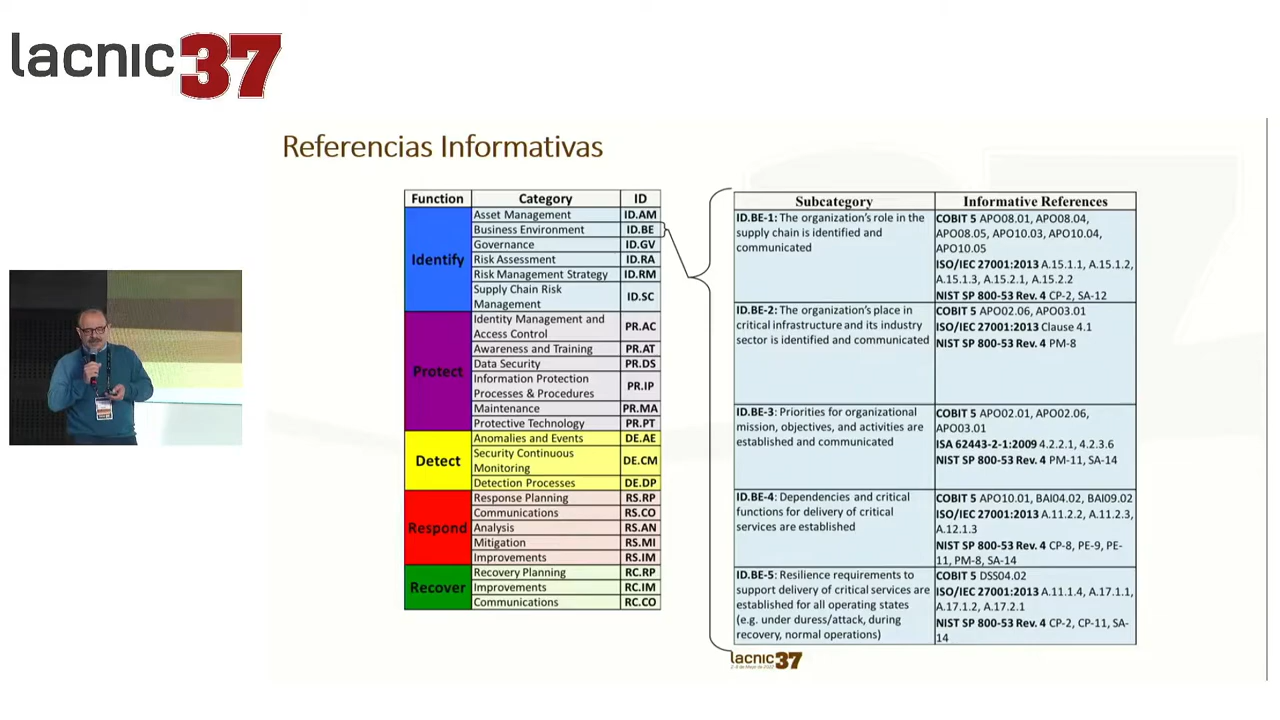 lacnic 37
Referencias Informativas
Function Category ID
Identify
Asset Management ID.AM
Business Environment ID.BE
Governance ID.GV
Risk Assessment ID.RA
Risk Management Strategy ID.RM
Supply Chain Risk
Management ID.SC
Protect
Identity Management and
Access Control PR.AC
Awareness and Training PR.AT
Data Security PR.DS
Information Protection
Processes & Procedures PR.IP
Maintenance PR.MA
Protective Technology PR.PT
Detect
Anomalies and Events DE.AE
Security Continuous
Monitoring DE.CM
Detection Processes DE.DP
Respond
Response Planning RS.RP
Communications RS.CO
Analysis RS.AN
Mitigation RS.MI
Improvements RS.IM
Recover
Recovery Planning RC.RP
Improvements RC.IM
Communications RC.CO
Subcategory Informative References
ID.BE-1: The organization's role in the
supply chain is identified and
communicated
COBIT 5 APO08.01, APO08.04,
APO08.05, APO10.03, APO10.04,
APO10.05
ISO/IEC 27001:2013 A.15.1.1, A.15.1.2,
A.15.1.3, A.15.2.1, A.15.2.2
NIST SP 800-53 Rev. 4 CP-2, SA-12
ID.BE-2: The organization's place in
critical infrastructure and its industry
sector is identified and communicated
COBIT 5 APO02.06, APO03.01
ISO/IEC 27001:2013 Clause 4.1
NIST SP 800-53 Rev. 4 PM-8
ID.BE-3: Priorities for organizational
mission, objectives, and activities are
established and communicated
COBIT 5 APO02.01, APO02.06,
APO03.01
ISA 62443-2-1:2009 4.2.2.1, 4.2.3.6
NIST SP 800-53 Rev. 4 PM-11, SA-14
ID.BE-4: Dependencies and critical
functions for delivery of critical
services are established
COBIT 5 APO10.01, BAI04.02, BAI09.02
ISO/IEC 27001:2013 A.11.2.2, A.11.2.3,
A.12.1.3
NIST SP 800-53 Rev. 4 CP-8, PE-9, PE-
11, PM-8, SA-14
ID.BE-5: Resilience requirements to
support delivery of critical services are
established for all operating states
(e.g. under duress/attack, during
recovery, normal operations)
COBIT 5 DSS04.02
ISO/IEC 27001:2013 A.11.1.4, A.17.1.1,
A.17.1.2, A.17.2.1
NIST SP 800-53 Rev. 4 CP-2, CP-11, SA-
14
lacnic 37